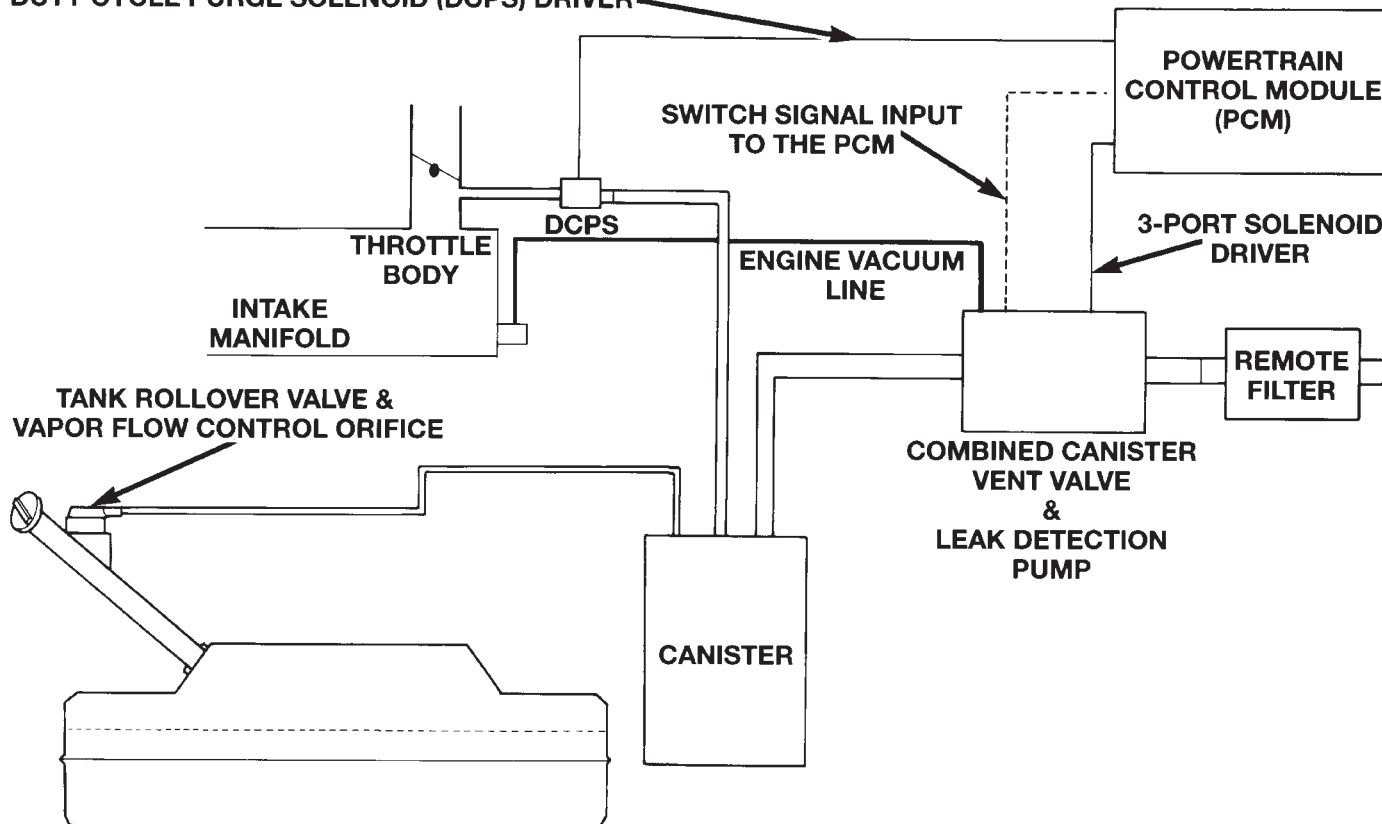 DUTY CYCLE PURGE SOLENOID (DCPS) DRIVER
POWERTRAIN
CONTROL MODULE
(PCM)
SWITCH SIGNAL INPUT
TO THE PCM
DCPS
3-PORT SOLENOID
DRIVER
THROTTLE
BODY
ENGINE VACUUM
LINE
INTAKE
MANIFOLD
REMOTE
FILTER
TANK ROLLOVER VALVE &
VAPOR FLOW CONTROL ORIFICE
COMBINED CANISTER
VENT VALVE
&
LEAK DETECTION
PUMP
CANISTER